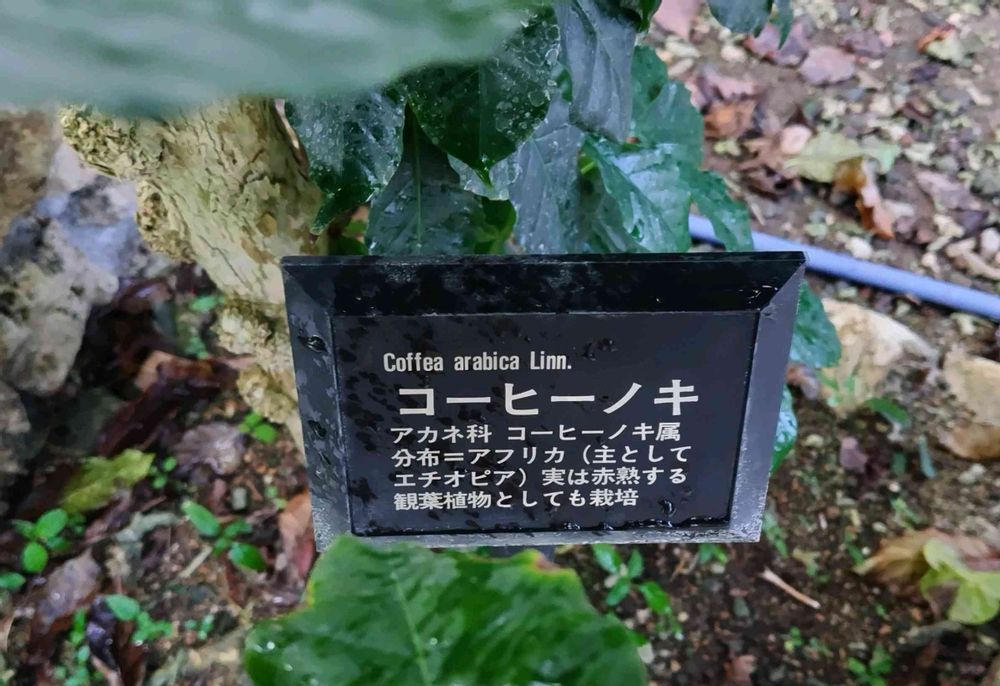 Coffea arabica Linn.
コーヒーノキ
アカネ科 コーヒーノキ属
分布=アフリカ(主として
エチオピア)実は赤熟する
観葉植物としても栽培